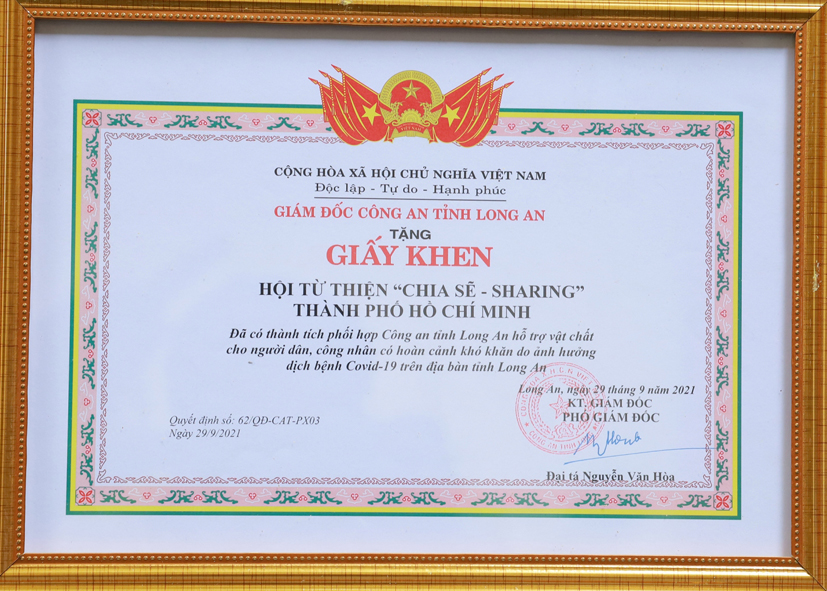 CỘNG HÒA XÃ HỘI CHỦ NGHĨA VIỆT NAM
Độc lập - Tự do - Hạnh phúc
GIÁM ĐỐC CÔNG AN TỈNH LONG AN
TẶNG
GIẤY KHEN
HỘI TỪ THIỆN “CHIA SẼ - SHARING”
THÀNH PHỐ HỒ CHÍ MINH
Đã có thành tích phối hợp Công an tỉnh Long An hỗ trợ vật chất
cho người dân, công nhân có hoàn cảnh khó khăn do ảnh hưởng
dịch bệnh Covid-19 trên địa bàn tỉnh Long An
Long An, ngày 29 tháng 9 năm 2021
KT. GIÁM ĐỐC
PHÓ GIÁM ĐỐC
Quyết định số: 62/QĐ-CAT-PX03
Ngày 29/9/2021
Đại tá Nguyễn Văn Hòa